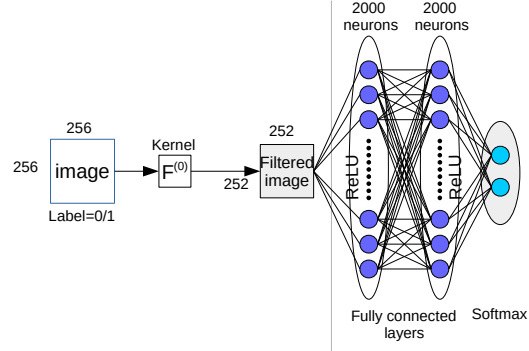 2000
neurons
2000
neurons
256
256
image
Label=0/1
Kernel
F(0)
252
252
Filtered
image
ReLU
ReLU
Fully connected
layers
Softmax